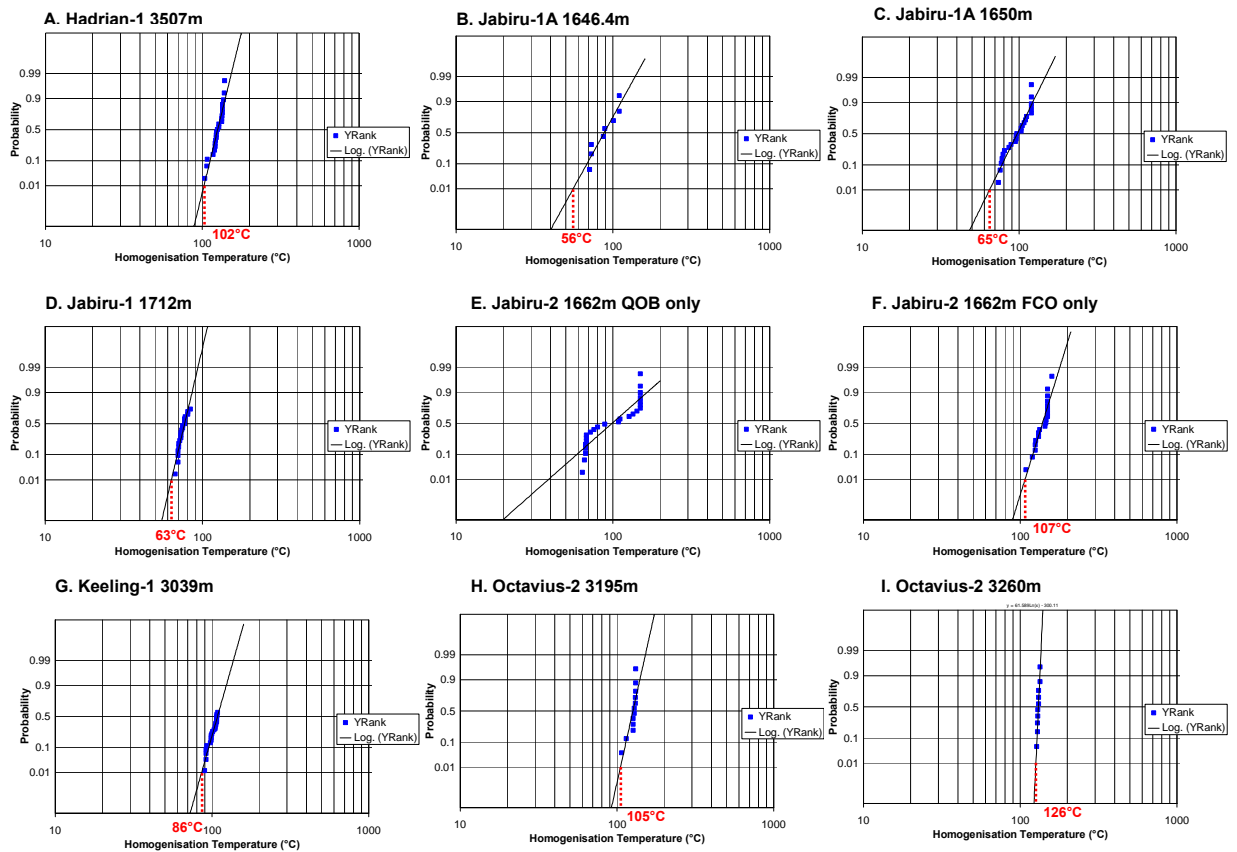 A. Hadrian-1 3507m
Probability
0.99
0.9
0.5
0.1
0.01
YRank
Log. (YRank)
102°C
10
100
1000
Homogenisation Temperature (°C)
B. Jabiru-1A 1646.4m
Probability
0.99
0.9
0.5
0.1
0.01
YRank
Log. (YRank)
56°C
10
100
1000
Homogenisation Temperature (°C)
C. Jabiru-1A 1650m
Probability
0.99
0.9
0.5
0.1
0.01
YRank
Log. (YRank)
65°C
10
100
1000
Homogenisation Temperature (°C)
D. Jabiru-1 1712m
Probability
0.99
0.9
0.5
0.1
0.01
YRank
Log. (YRank)
63°C
10
100
1000
Homogenisation Temperature (°C)
E. Jabiru-2 1662m QOB only
Probability
0.99
0.9
0.5
0.1
0.01
YRank
Log. (YRank)
10
100
1000
Homogenisation Temperature (°C)
F. Jabiru-2 1662m FCO only
Probability
0.99
0.9
0.5
0.1
0.01
YRank
Log. (YRank)
107°C
10
100
1000
Homogenisation Temperature (°C)
G. Keeling-1 3039m
Probability
0.99
0.9
0.5
0.1
0.01
YRank
Log. (YRank)
86°C
10
100
1000
Homogenisation Temperature (°C)
H. Octavius-2 3195m
Probability
0.99
0.9
0.5
0.1
0.01
YRank
Log. (YRank)
105°C
10
100
1000
Homogenisation Temperature (°C)
I. Octavius-2 3260m
Probability
0.99
0.9
0.5
0.1
0.01
YRank
Log. (YRank)
126°C
10
100
1000
Homogenisation Temperature (°C)